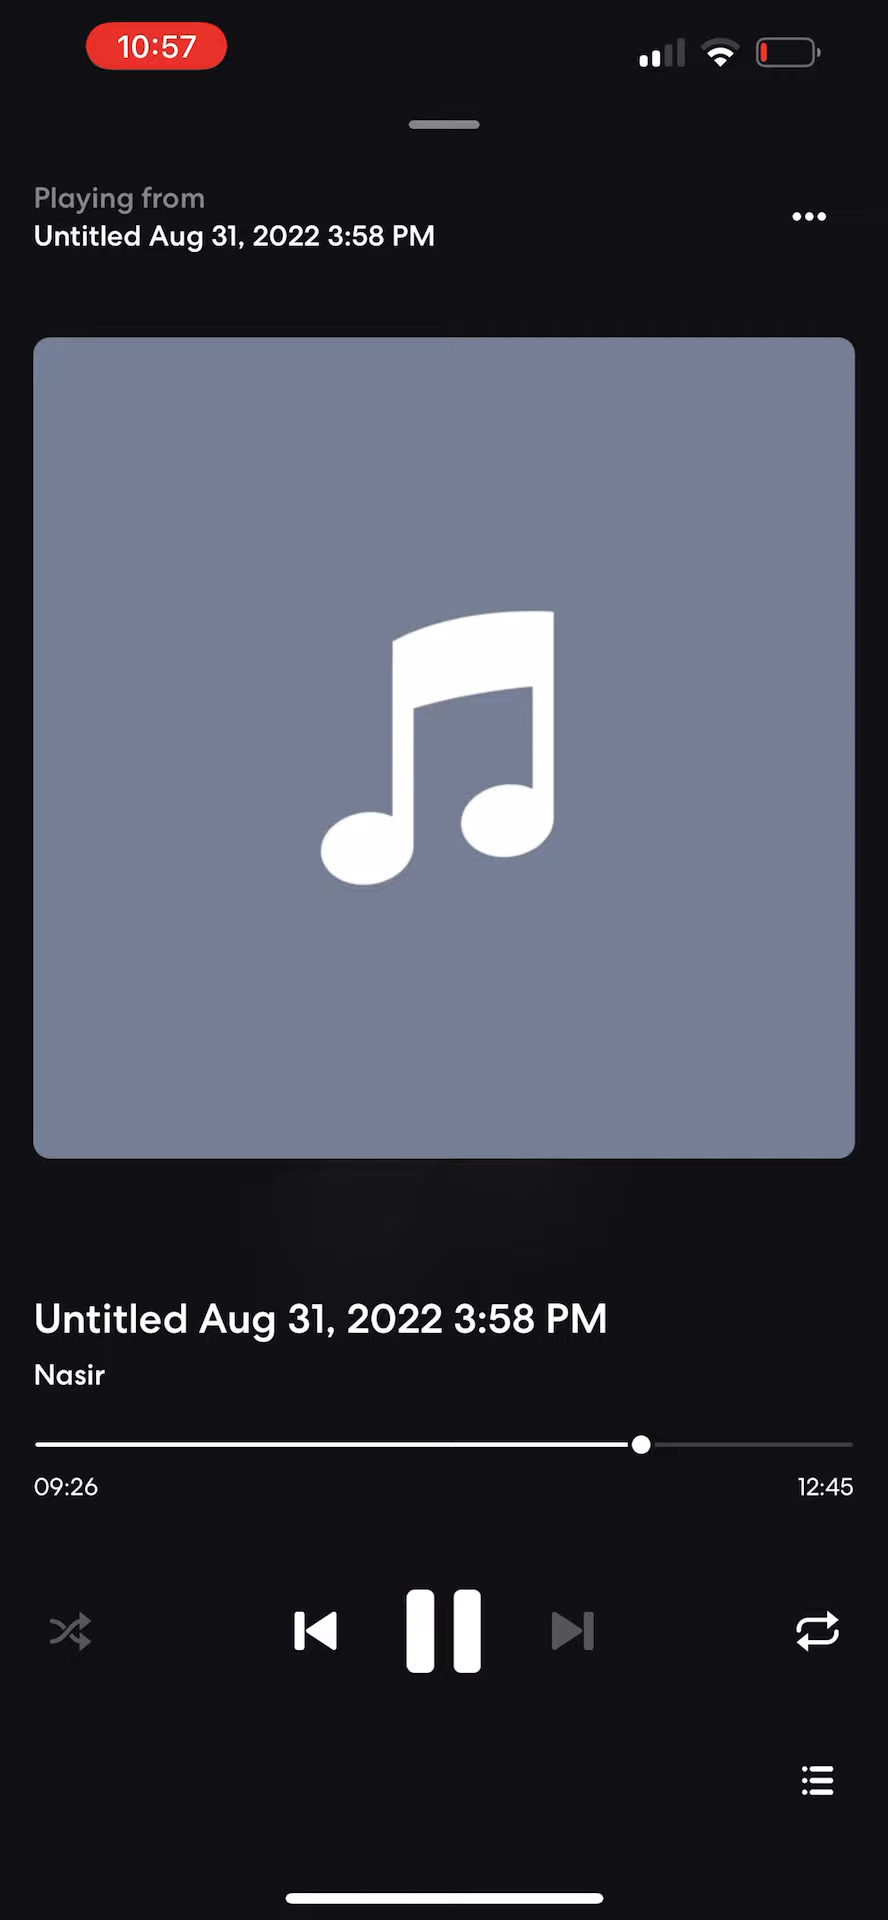 10:57
Playing from
Untitled Aug 31, 2022 3:58 PM
Untitled Aug 31, 2022 3:58 PM
Nasir
09:26
12:45